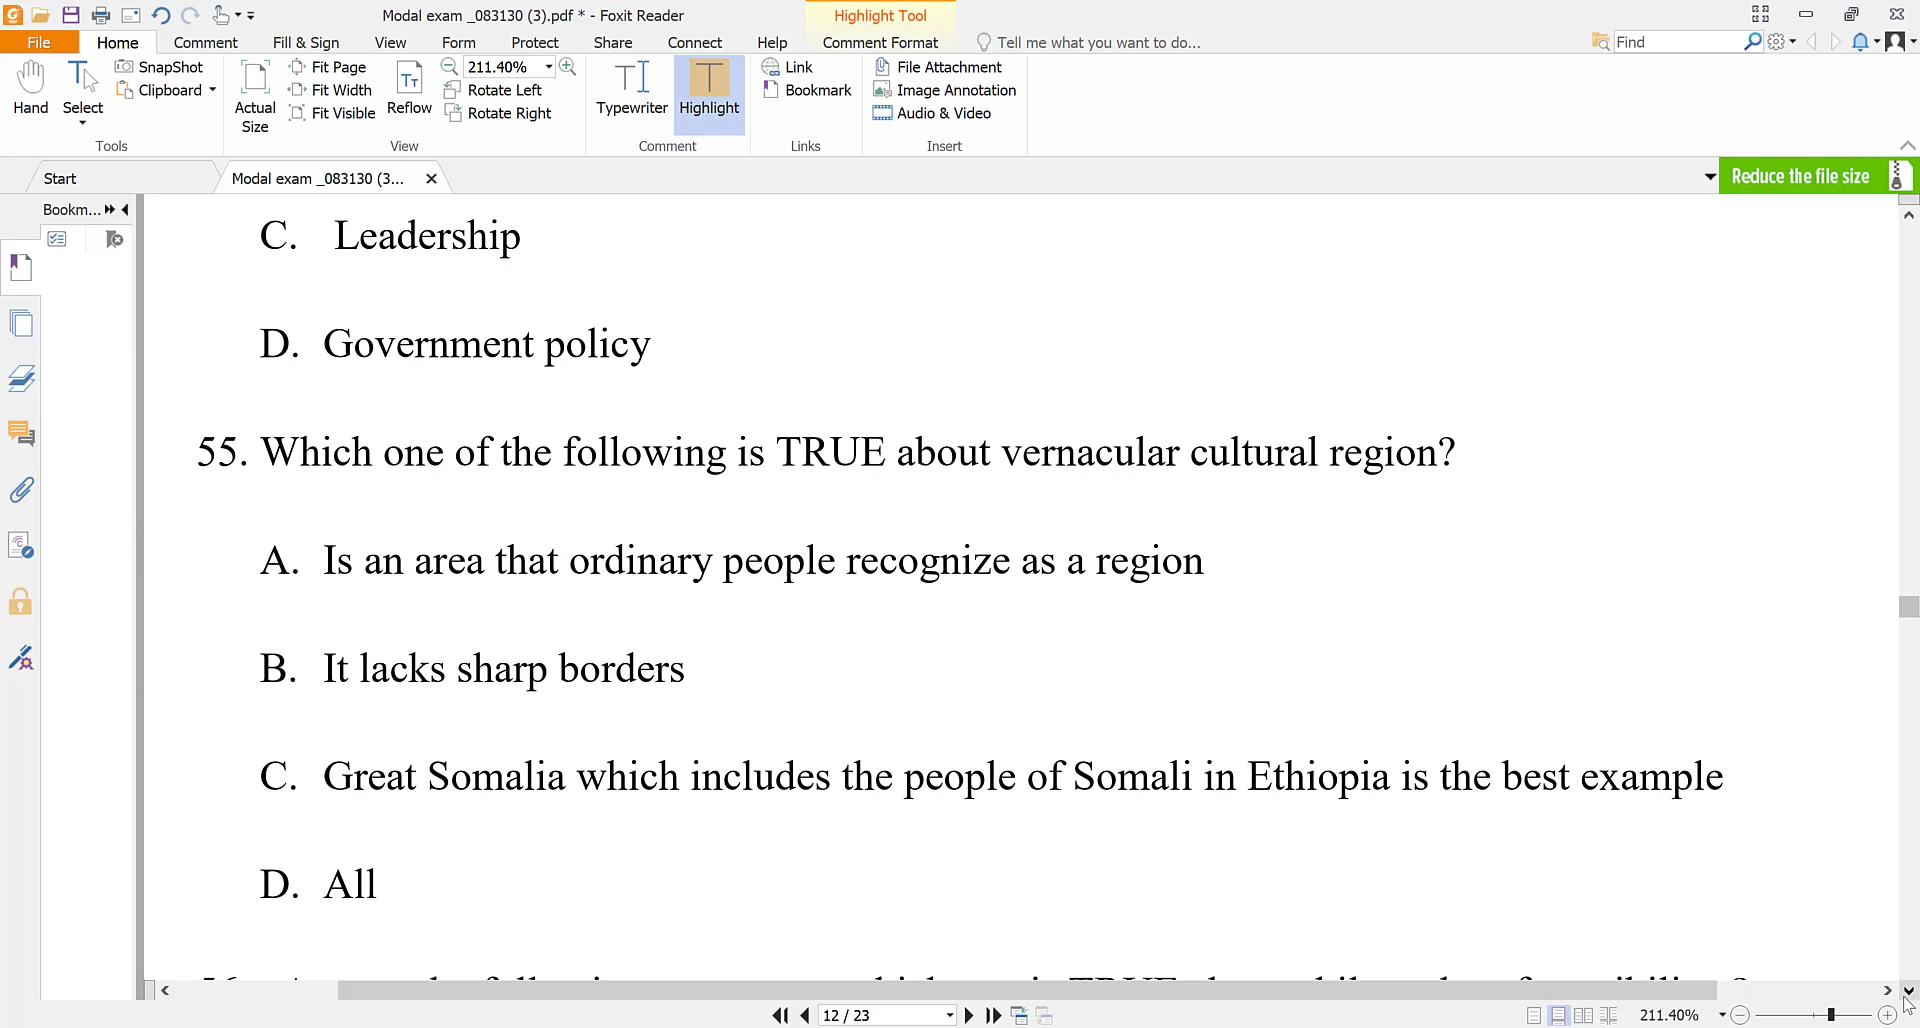 Modal exam _083130 (3).pdf * - Foxit Reader
Highlight Tool
File Home Comment Fill & Sign View Form Protect Share Connect Help Comment Format Tell me what you want to do... Find
Hand
Select
SnapShot
Clipboard
Tools
Actual Size
Fit Page
Fit Width
Fit Visible
Reflow
211.40%
Rotate Left
Rotate Right
View
Typewriter
Highlight
Comment
Link
Bookmark
Links
File Attachment
Image Annotation
Audio & Video
Insert
Start
Modal exam _083130 (3...
Reduce the file size
Bookm...
C. Leadership
D. Government policy
55. Which one of the following is TRUE about vernacular cultural region?
A. Is an area that ordinary people recognize as a region
B. It lacks sharp borders
C. Great Somalia which includes the people of Somali in Ethiopia is the best example
D. All
12 / 23
211.40%